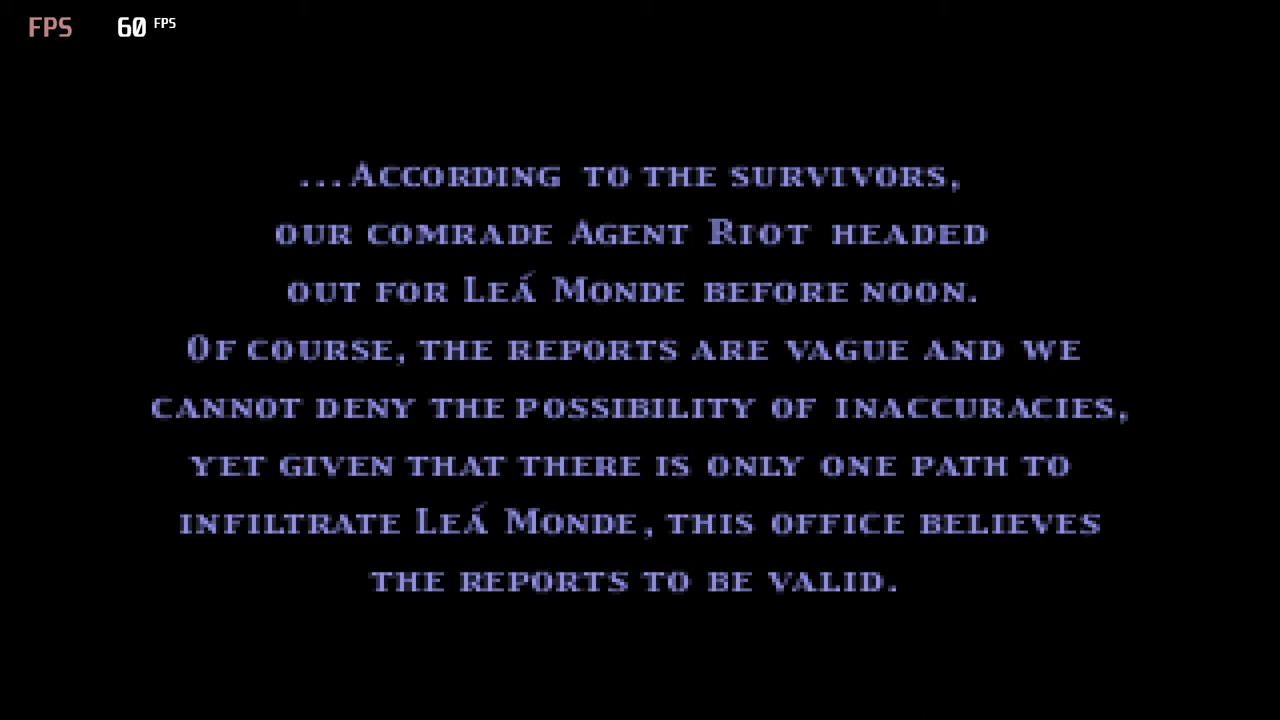 FPS 60 FPS
...According to the survivors,
our comrade Agent Riot headed
out for Leá Monde before noon.
Of course, the reports are vague and we
cannot deny the possibility of inaccuracies,
yet given that there is only one path to
infiltrate Leá Monde, this office believes
the reports to be valid.